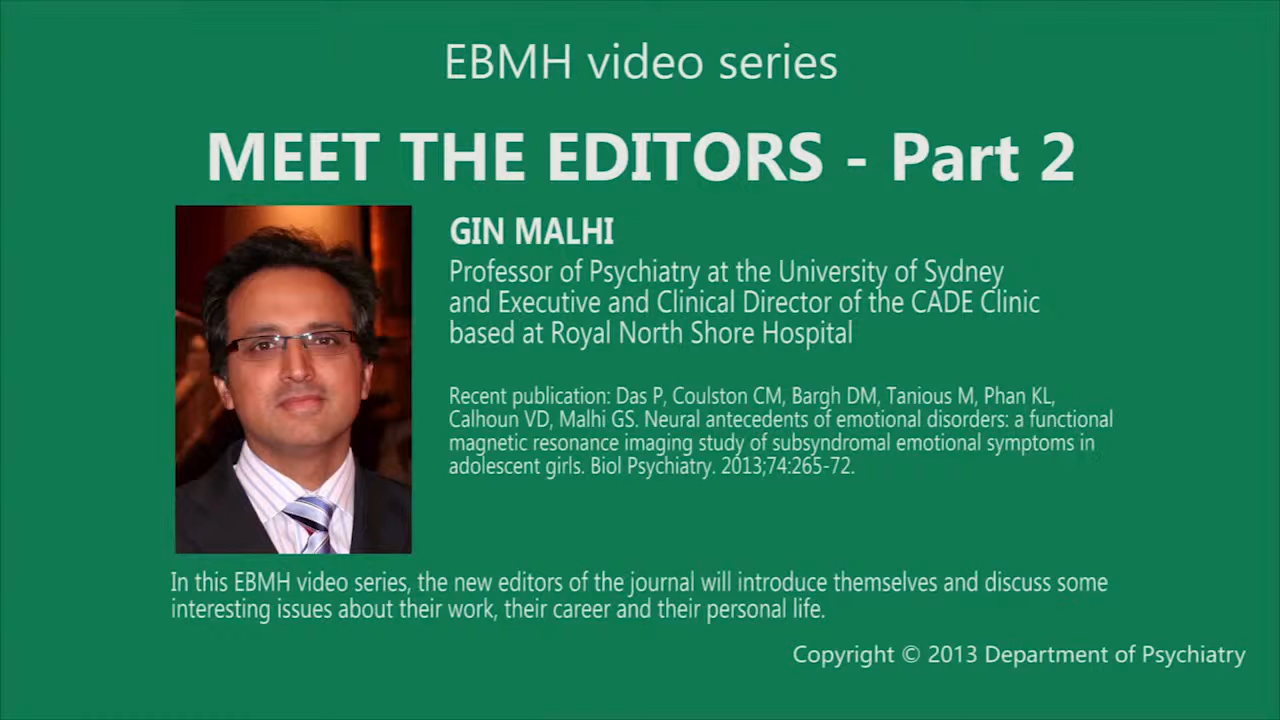 EBMH video series
MEET THE EDITORS - Part 2
GIN MALHI
Professor of Psychiatry at the University of Sydney
and Executive and Clinical Director of the CADE Clinic
based at Royal North Shore Hospital
Recent publication: Das P, Coulston CM, Bargh DM, Tanious M, Phan KL,
Calhoun VD, Malhi GS. Neural antecedents of emotional disorders: a functional
magnetic resonance imaging study of subsyndromal emotional symptoms in
adolescent girls. Biol Psychiatry. 2013;74:265-72.
In this EBMH video series, the new editors of the journal will introduce themselves and discuss some
interesting issues about their work, their career and their personal life.
Copyright © 2013 Department of Psychiatry